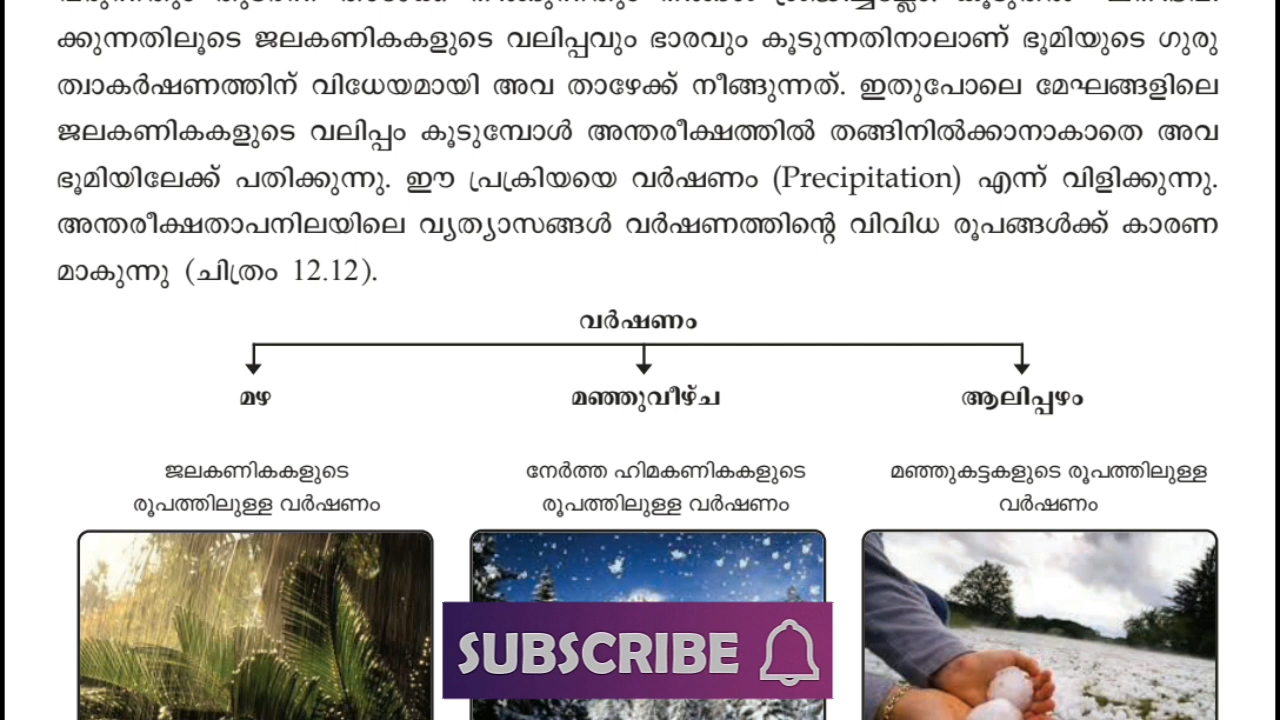 ക്കുന്നതിലൂടെ ജലകണികകളുടെ വലിപ്പവും ഭാരവും കൂടുന്നതിനാലാണ് ഭൂമിയുടെ ഗുരു
ത്വാകർഷണത്തിന് വിധേയമായി അവ താഴേക്ക് നീങ്ങുന്നത്. ഇതുപോലെ മേഘങ്ങളിലെ
ജലകണികകളുടെ വലിപ്പം കൂടുമ്പോൾ അന്തരീക്ഷത്തിൽ തങ്ങിനിൽക്കാനാകാതെ അവ
ഭൂമിയിലേക്ക് പതിക്കുന്നു. ഈ പ്രക്രിയയെ വർഷണം (Precipitation) എന്ന് വിളിക്കുന്നു.
അന്തരീക്ഷതാപനിലയിലെ വ്യത്യാസങ്ങൾ വർഷണത്തിന്റെ വിവിധ രൂപങ്ങൾക്ക് കാരണ
മാകുന്നു (ചിത്രം 12.12).
വർഷണം
മഴ മഞ്ഞുവീഴ്ച ആലിപ്പഴം
ജലകണികകളുടെ നേർത്ത ഹിമകണികകളുടെ മഞ്ഞുകട്ടകളുടെ രൂപത്തിലുള്ള
രൂപത്തിലുള്ള വർഷണം രൂപത്തിലുള്ള വർഷണം വർഷണം
SUBSCRIBE